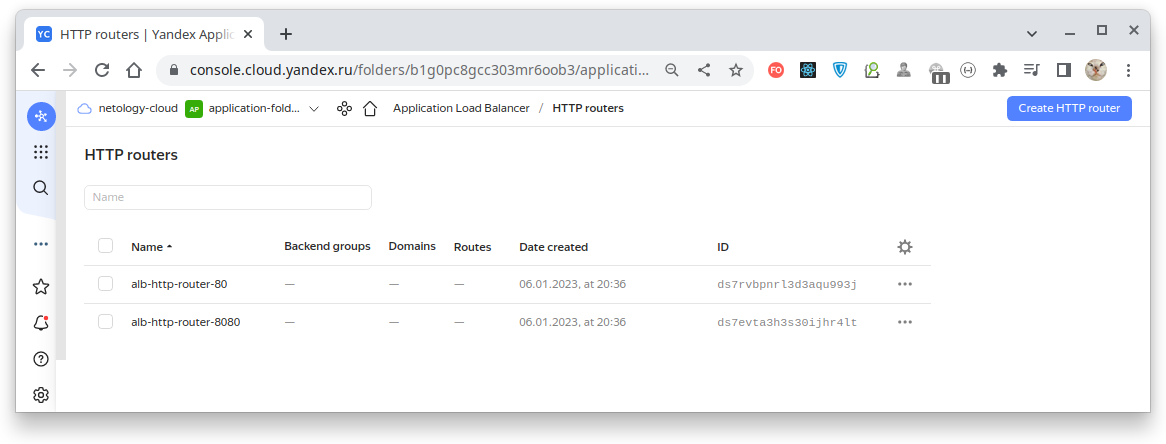 YC HTTP routers | Yandex Applic
console.cloud.yandex.ru/folders/b1g0pc8gcc303mr6oob3/applicati...
FO
netology-cloud AP application-fold... Application Load Balancer / HTTP routers Create HTTP router
HTTP routers
Name
Name Backend groups Domains Routes Date created ID
alb-http-router-80 — — — 06.01.2023, at 20:36 ds7rvbpnrl3d3aqu993j
alb-http-router-8080 — — — 06.01.2023, at 20:36 ds7evta3h3s30ijhr4lt